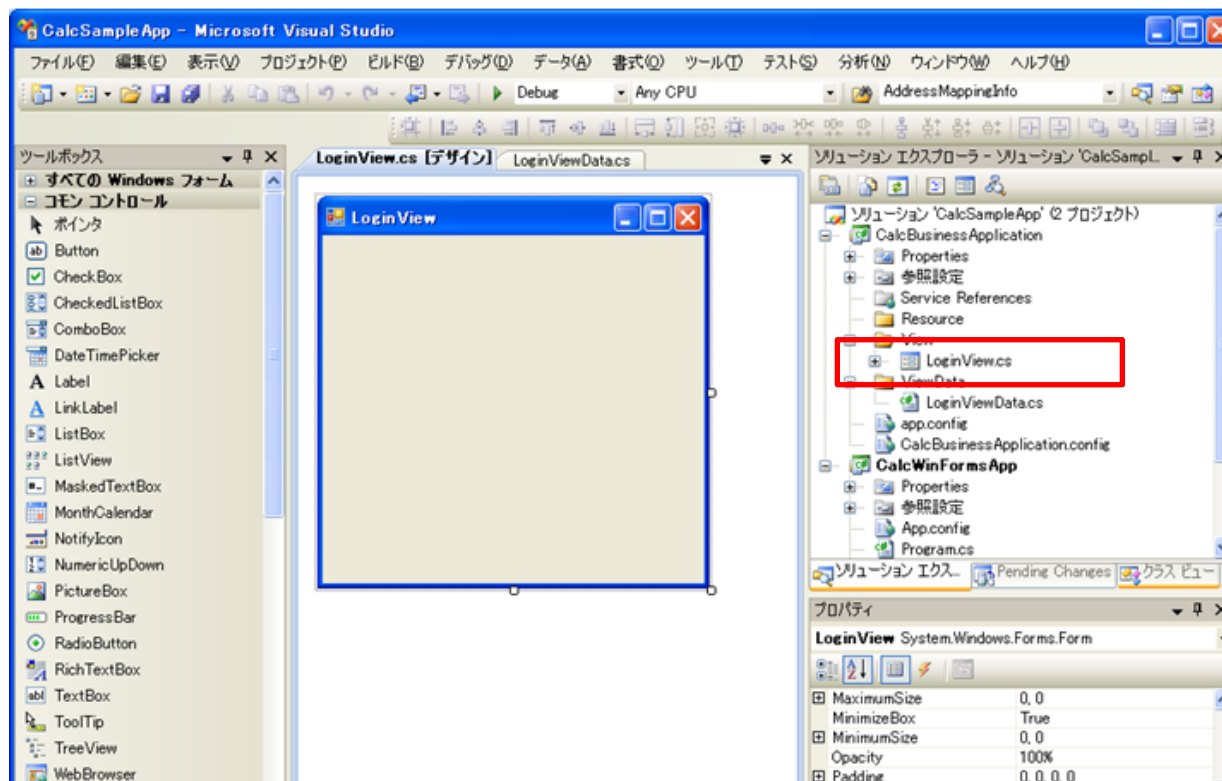 CalcSampleApp - Microsoft Visual Studio
ファイル(F) 編集(E) 表示(V) プロジェクト(P) ビルド(B) デバッグ(D) データ(A) 書式(O) ツール(T) テスト(S) 分析(N) ウィンドウ(W) ヘルプ(H)
Debug Any CPU AddressMappingInfo
ツールボックス
すべての Windows フォーム
コモン コントロール
ポインタ
Button
CheckBox
CheckedListBox
ComboBox
DateTimePicker
Label
LinkLabel
ListBox
ListView
MaskedTextBox
MonthCalendar
NotifyIcon
NumericUpDown
PictureBox
ProgressBar
RadioButton
RichTextBox
TextBox
ToolTip
TreeView
WebBrowser
LoginView.cs [デザイン] LoginViewData.cs
LoginView
ソリューション エクスプローラ - ソリューション 'CalcSampl...
ソリューション 'CalcSampleApp' (2 プロジェクト)
CalcBusinessApplication
Properties
参照設定
Service References
Resource
View
LoginView.cs
ViewData
LoginViewData.cs
app.config
CalcBusinessApplication.config
CalcWinFormsApp
Properties
参照設定
App.config
Program.cs
ソリューション エクス... Pending Changes クラス ビュー
プロパティ
LoginView System.Windows.Forms.Form
MaximumSize 0, 0
MinimizeBox True
MinimumSize 0, 0
Opacity 100%
Padding 0, 0, 0, 0